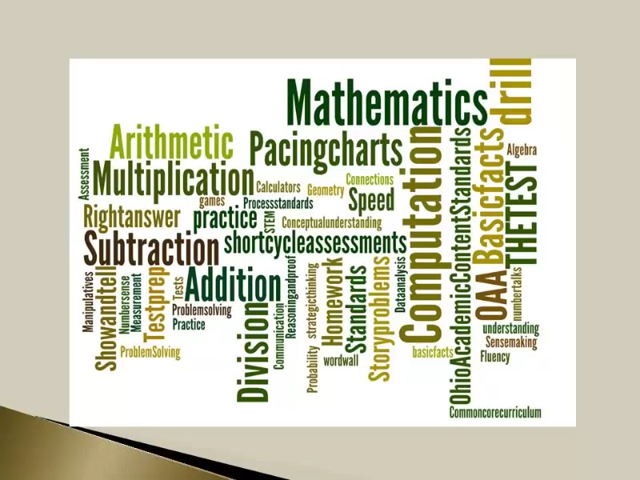 Mathematics
drill
Arithmetic
Pacingcharts
Algebra
Assessment
Multiplication
Calculators
Geometry
Connections
Computation
OhioAcademicContentStandards
Basicfacts
THETEST
games
Processstandards
Speed
Rightanswer
practice
STEM
Conceptualunderstanding
Subtraction
shortcycleassessments
Manipulatives
Showandtell
Numbersense
Measurement
Testprep
Tests
Addition
Reasoningandproof
strategicthinking
Homework
Standards
Storyproblems
Dataanalysis
OAA
numbertalks
Problemsolving
Practice
Division
Communication
Probability
understanding
Sensemaking
ProblemSolving
wordwall
basicfacts
Fluency
Commoncorecurriculum